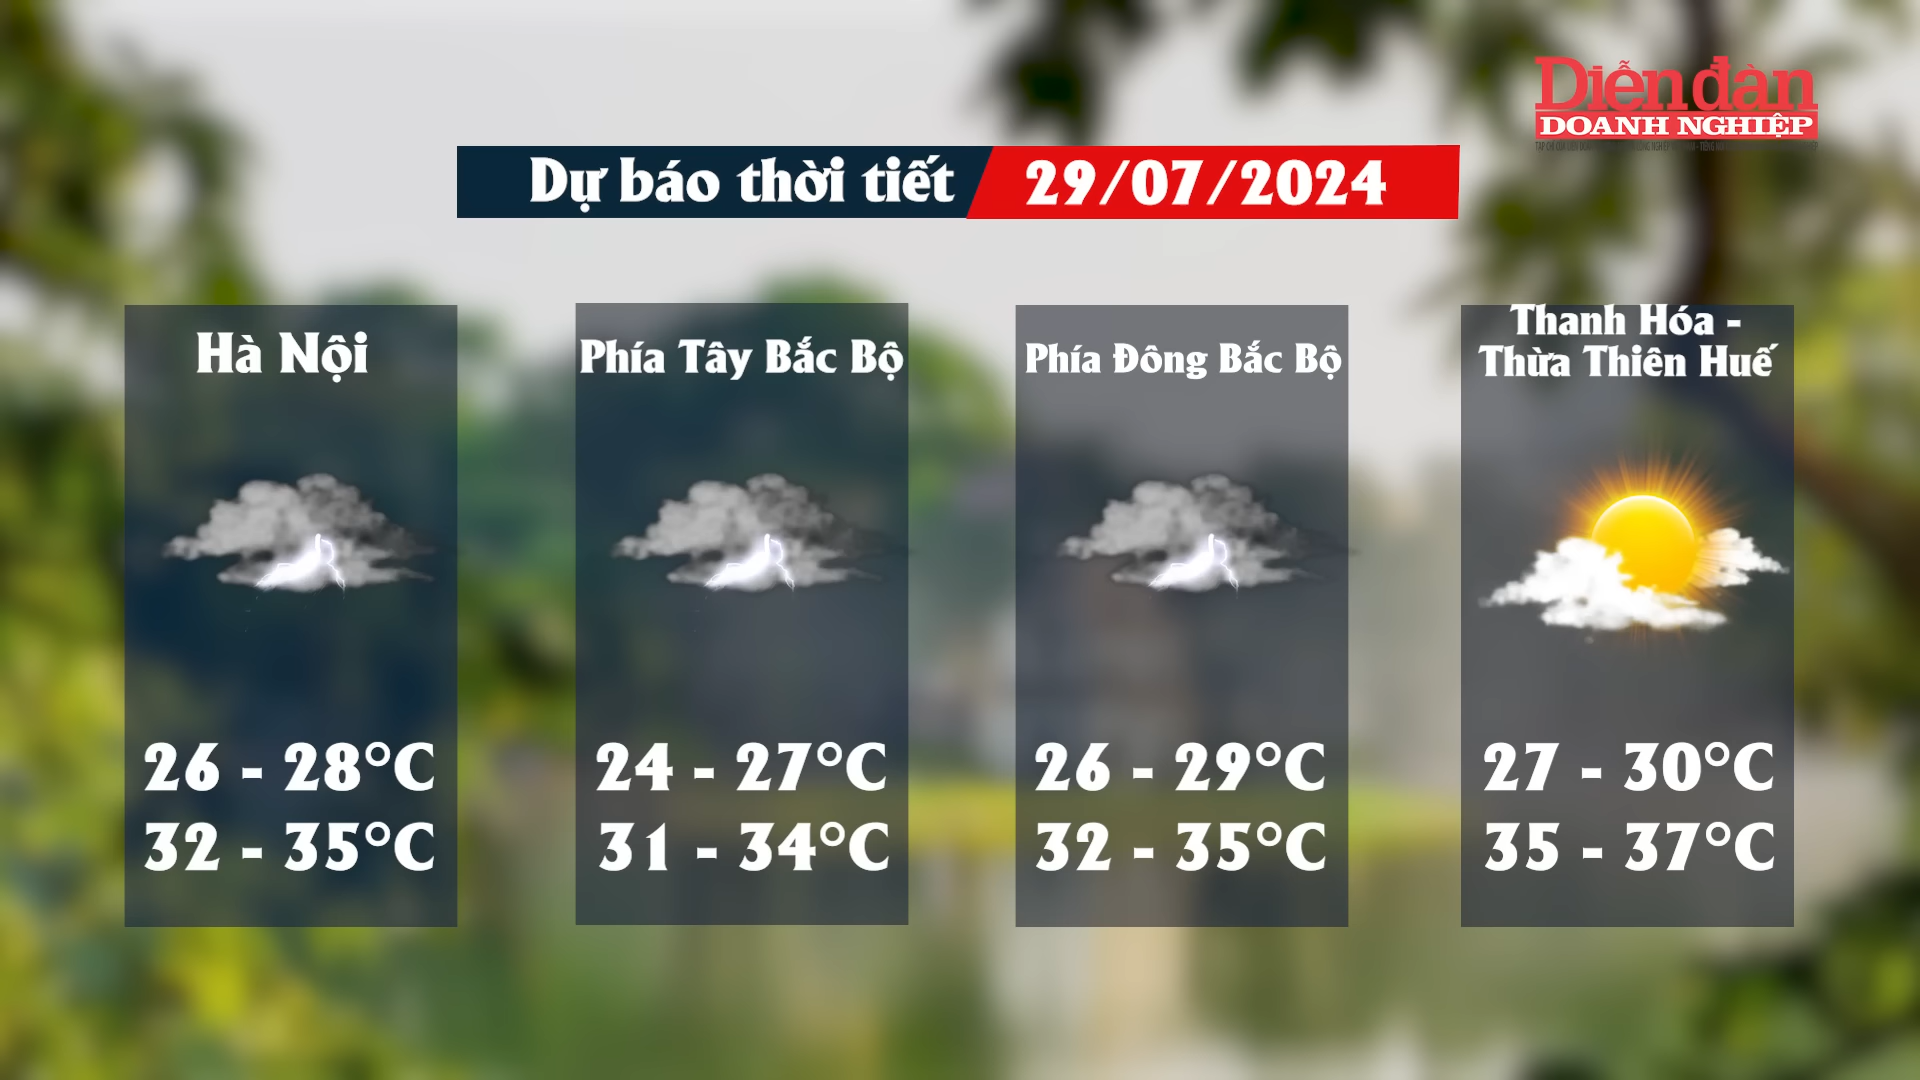 Diễn đàn
DOANH NGHIỆP
Dự báo thời tiết 29/07/2024
Hà Nội
26 - 28°C
32 - 35°C
Phía Tây Bắc Bộ
24 - 27°C
31 - 34°C
Phía Đông Bắc Bộ
26 - 29°C
32 - 35°C
Thanh Hóa -
Thừa Thiên Huế
27 - 30°C
35 - 37°C